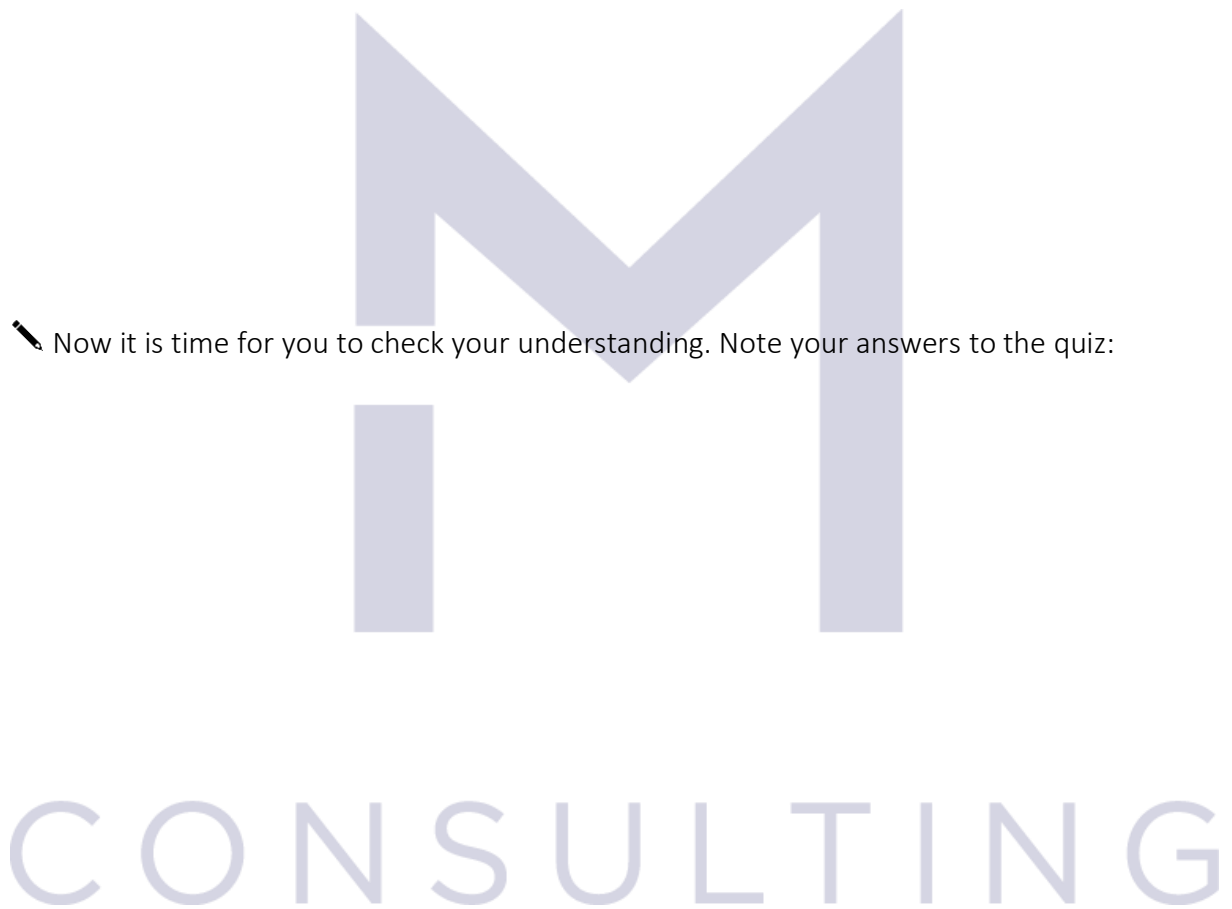 Now it is time for you to check your understanding. Note your answers to the quiz:
M
CONSULTING